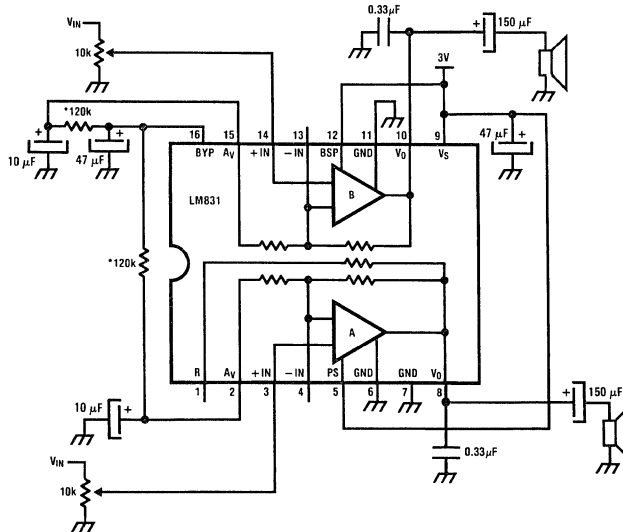 0.33µF
150 µF
VIN
10k
3V
*120k
10 µF
47 µF
16 15 14 13 12 11 10 9
BYP AV +IN −IN BSP GND VO VS
47 µF
LM831
B
*120k
A
R AV +IN −IN PS GND GND VO
1 2 3 4 5 6 7 8
10 µF
150 µF
0.33µF
VIN
10k